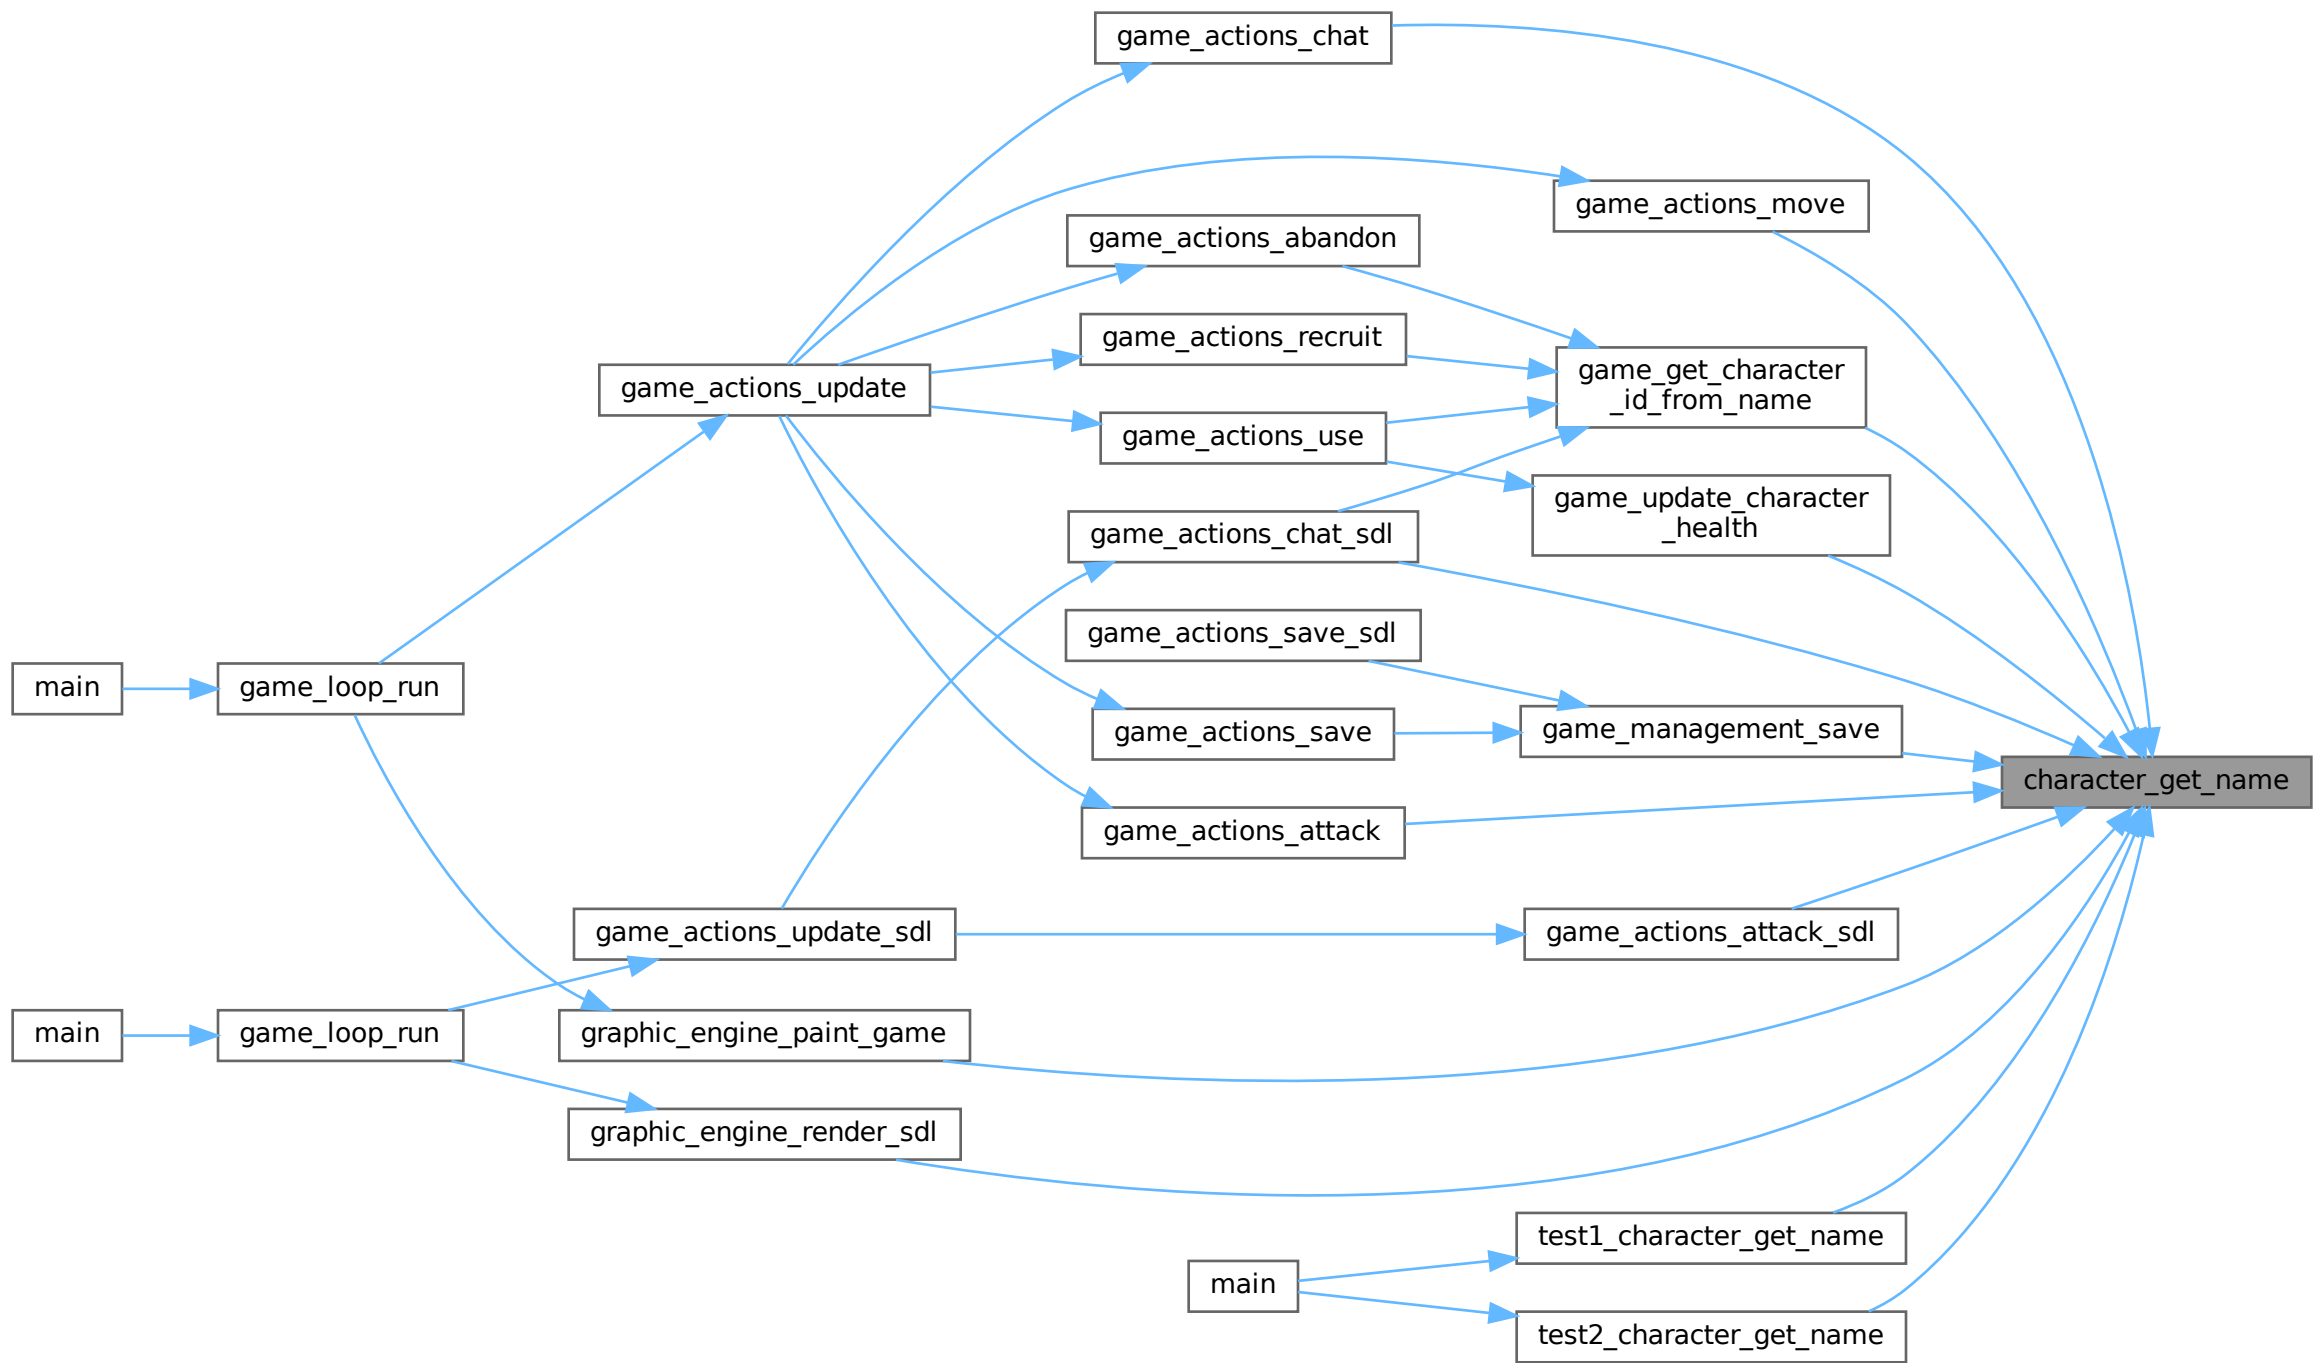 game_actions_chat
game_actions_move
game_actions_abandon
game_actions_recruit
game_get_character
_id_from_name
game_actions_update
game_actions_use
game_update_character
_health
game_actions_chat_sdl
game_actions_save_sdl
main
game_loop_run
game_actions_save
game_management_save
character_get_name
game_actions_attack
game_actions_update_sdl
game_actions_attack_sdl
main
game_loop_run
graphic_engine_paint_game
graphic_engine_render_sdl
test1_character_get_name
main
test2_character_get_name